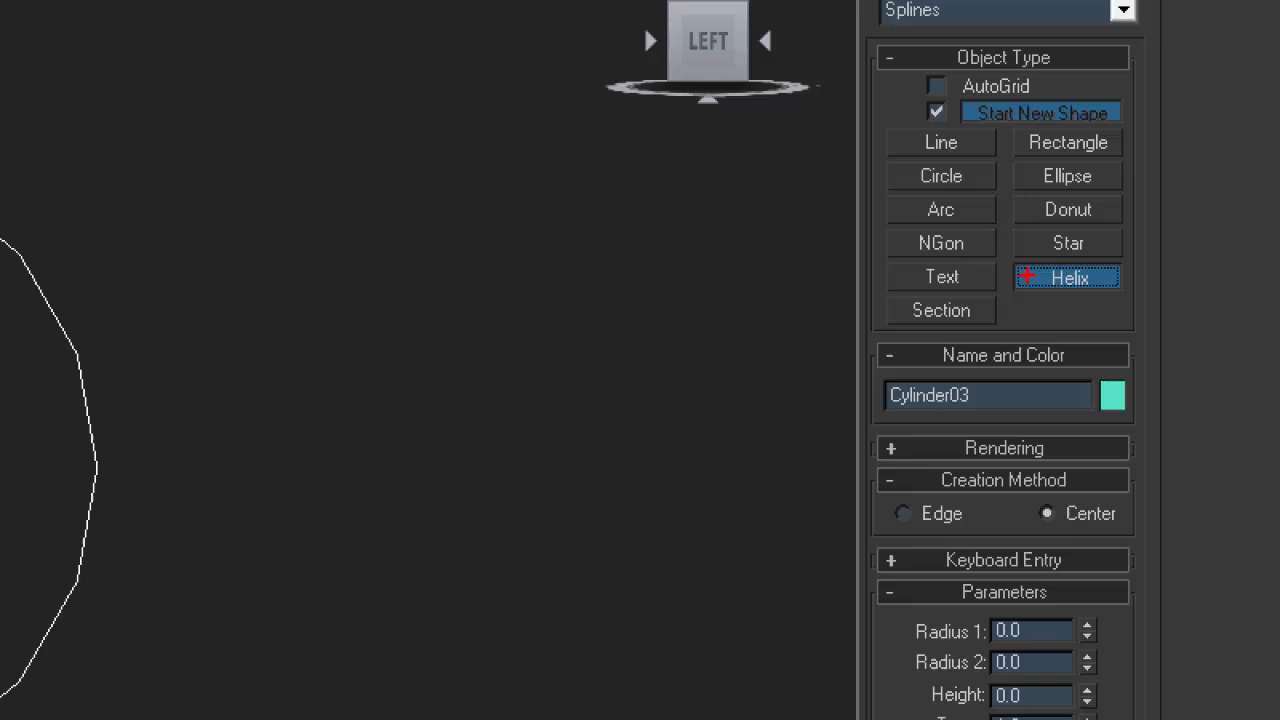 Splines
LEFT
- Object Type
AutoGrid
Start New Shape
Line Rectangle
Circle Ellipse
Arc Donut
NGon Star
Text Helix
Section
- Name and Color
Cylinder03
+ Rendering
- Creation Method
Edge Center
+ Keyboard Entry
- Parameters
Radius 1: 0.0
Radius 2: 0.0
Height: 0.0